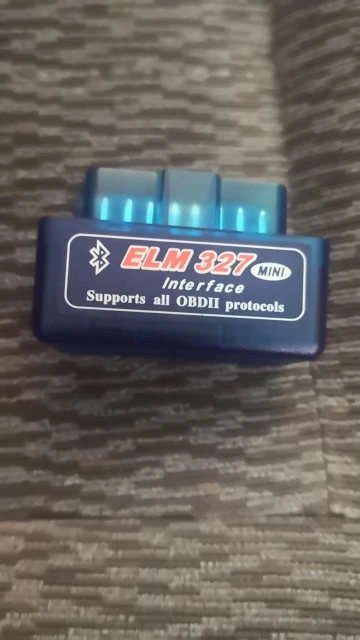 ELM 327 MINI
Interface
Supports all OBDII protocols